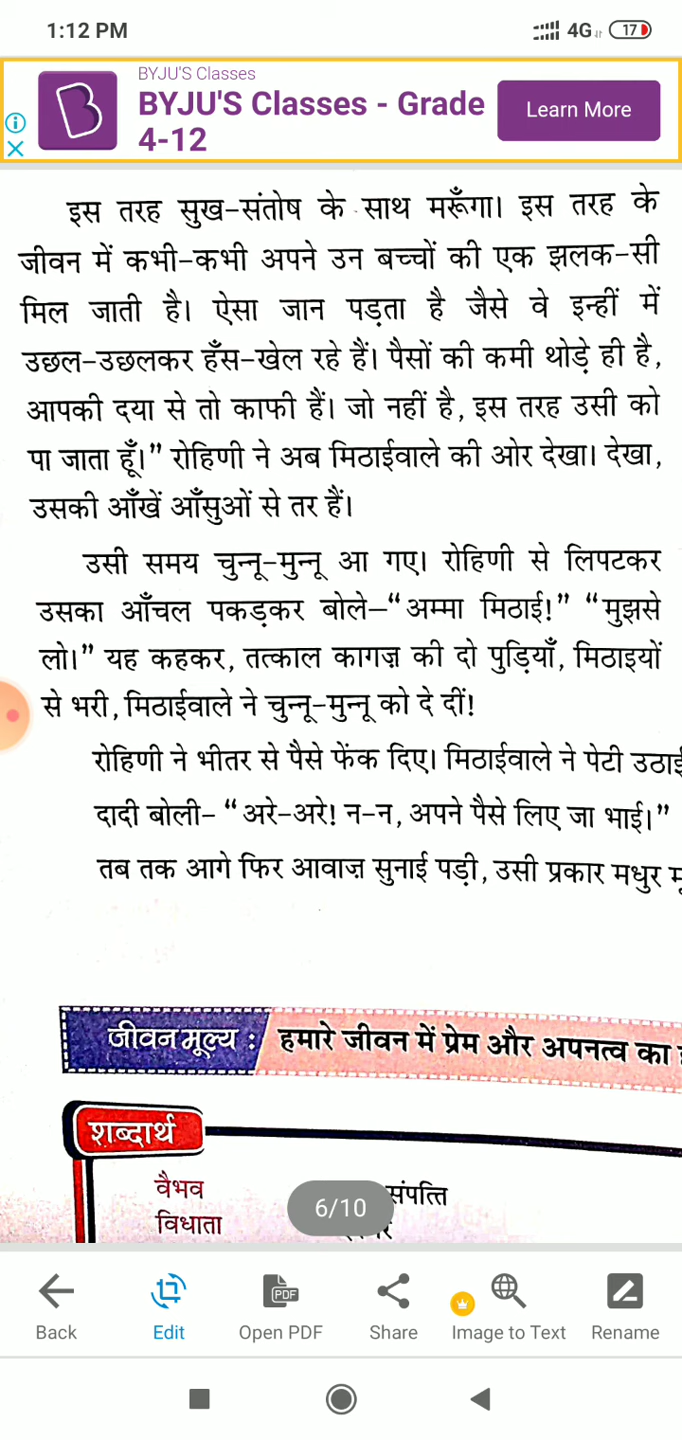 1:12 PM
4G 17
BYJU'S Classes
BYJU'S Classes - Grade
4-12
Learn More
इस तरह सुख-संतोष के साथ मरूँगा। इस तरह के
जीवन में कभी-कभी अपने उन बच्चों की एक झलक-सी
मिल जाती है। ऐसा जान पड़ता है जैसे वे इन्हीं में
उछल-उछलकर हँस-खेल रहे हैं। पैसों की कमी थोड़े ही है,
आपकी दया से तो काफी हैं। जो नहीं है, इस तरह उसी को
पा जाता हूँ।” रोहिणी ने अब मिठाईवाले की ओर देखा। देखा,
उसकी आँखें आँसुओं से तर हैं।
उसी समय चुन्नू-मुन्नू आ गए। रोहिणी से लिपटकर
उसका आँचल पकड़कर बोले-“अम्मा मिठाई!” “मुझसे
लो।” यह कहकर, तत्काल कागज़ की दो पुड़ियाँ, मिठाइयों
से भरी, मिठाईवाले ने चुन्नू-मुन्नू को दे दीं!
रोहिणी ने भीतर से पैसे फेंक दिए। मिठाईवाले ने पेटी उठाई
दादी बोली- “अरे-अरे! न-न, अपने पैसे लिए जा भाई।”
तब तक आगे फिर आवाज़ सुनाई पड़ी, उसी प्रकार मधुर
जीवन मूल्य : हमारे जीवन में प्रेम और अपनत्व का
शब्दार्थ
वैभव संपत्ति
विधाता
6/10
Back Edit Open PDF Share Image to Text Rename